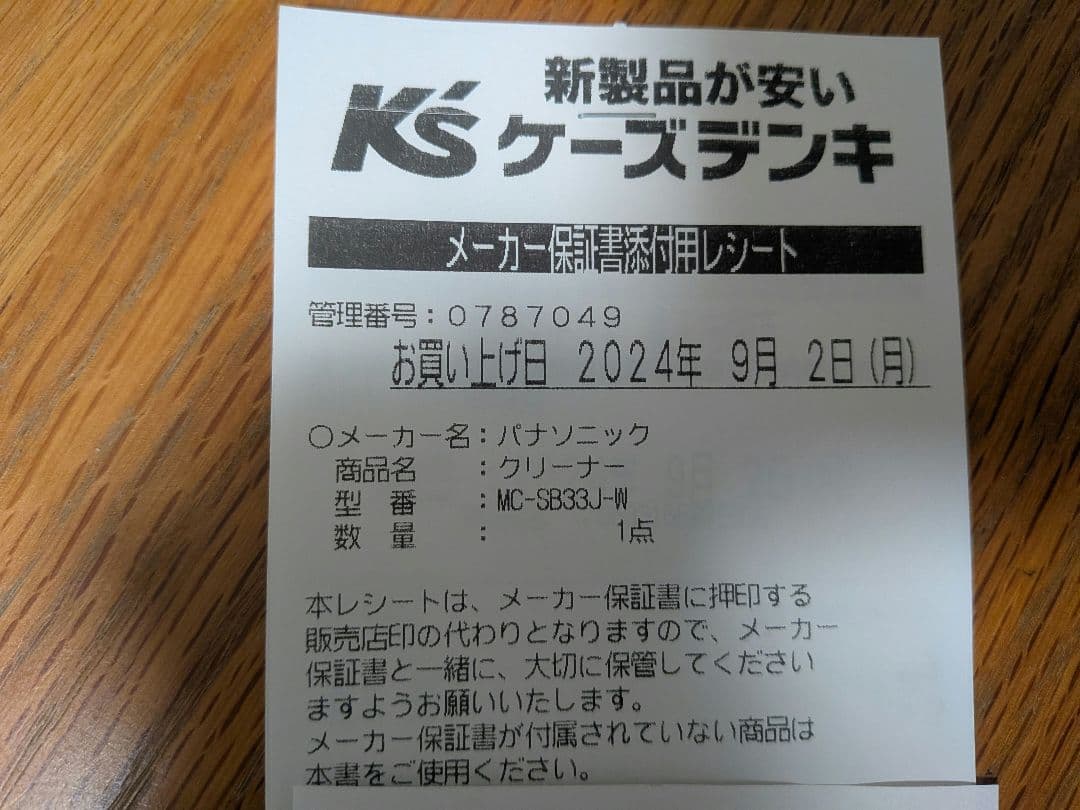 新製品が安い
K's ケーズデンキ
メーカー保証書添付用レシート
管理番号：0787049
お買い上げ日 2024年 9月 2日(月)
○メーカー名：パナソニック
商品名 ：クリーナー
型 番 ：MC-SB33J-W
数 量 ： 1点
本レシートは、メーカー保証書に押印する
販売店印の代わりとなりますので、メーカー
保証書と一緒に、大切に保管してください
ますようお願いいたします。
メーカー保証書が付属されていない商品は
本書をご使用ください。